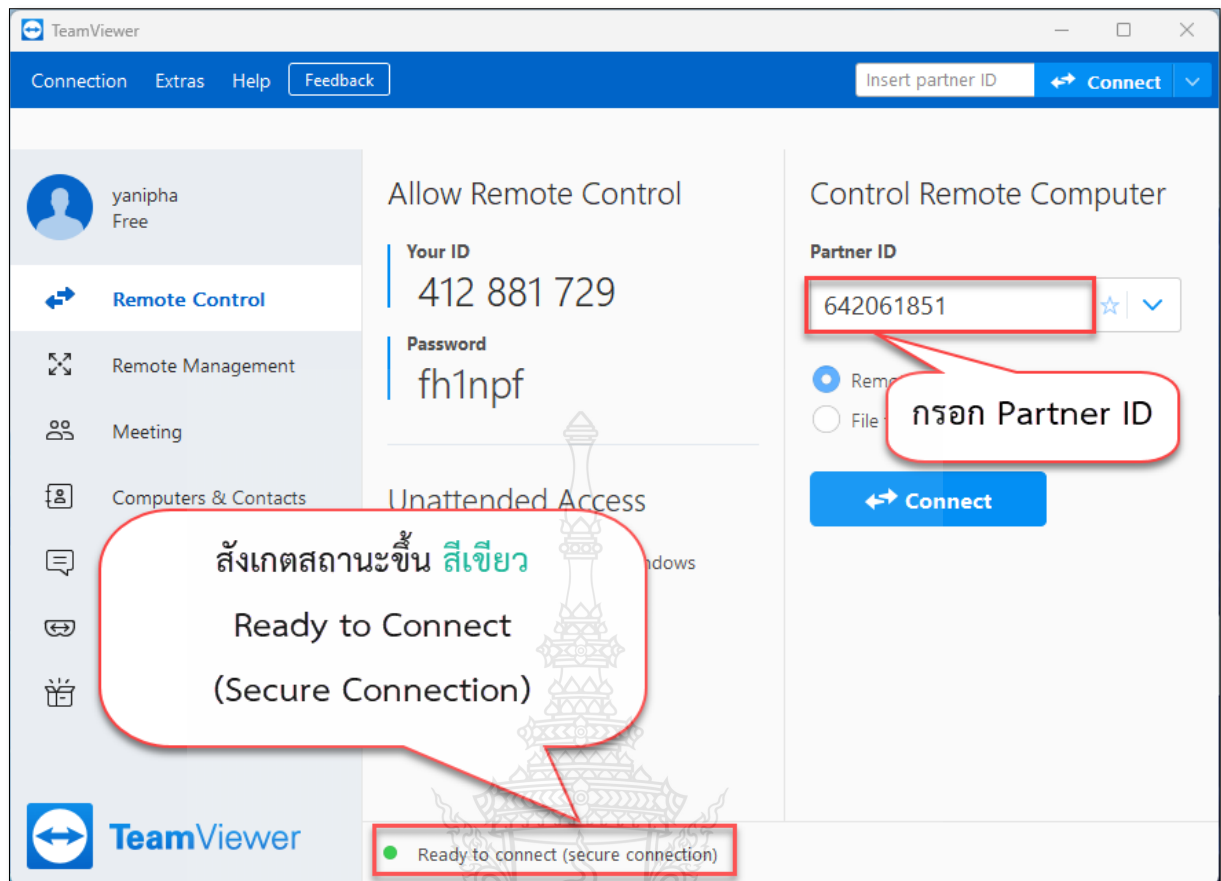 TeamViewer
Connection Extras Help Feedback
Insert partner ID Connect
yanipha
Free
Remote Control
Remote Management
Meeting
Computers & Contacts
Allow Remote Control
Your ID
412 881 729
Password
fh1npf
Unattended Access
Control Remote Computer
Partner ID
642061851
File
กรอก Partner ID
Connect
สังเกตสถานะขึ้น สีเขียว
Ready to Connect
(Secure Connection)
TeamViewer
Ready to connect (secure connection)